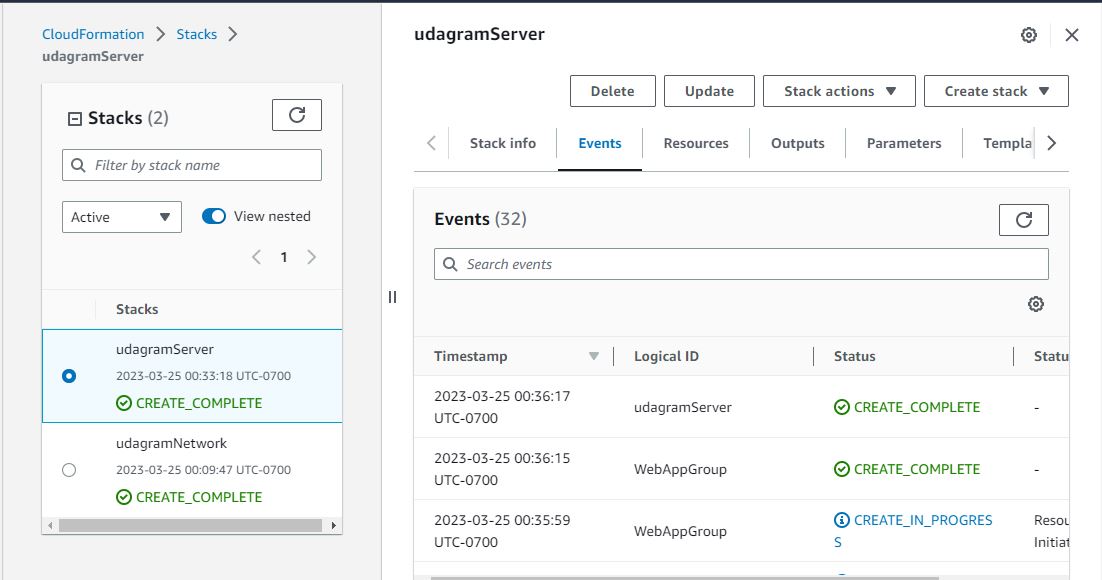 CloudFormation > Stacks >
udagramServer
Stacks (2)
Filter by stack name
Active
View nested
1
Stacks
udagramServer
2023-03-25 00:33:18 UTC-0700
CREATE_COMPLETE
udagramNetwork
2023-03-25 00:09:47 UTC-0700
CREATE_COMPLETE
udagramServer
Delete Update Stack actions Create stack
Stack info Events Resources Outputs Parameters Templa
Events (32)
Search events
Timestamp Logical ID Status Statu
2023-03-25 00:36:17
UTC-0700
udagramServer
CREATE_COMPLETE
-
2023-03-25 00:36:15
UTC-0700
WebAppGroup
CREATE_COMPLETE
-
2023-03-25 00:35:59
UTC-0700
WebAppGroup
CREATE_IN_PROGRES
S
Resou
Initiat